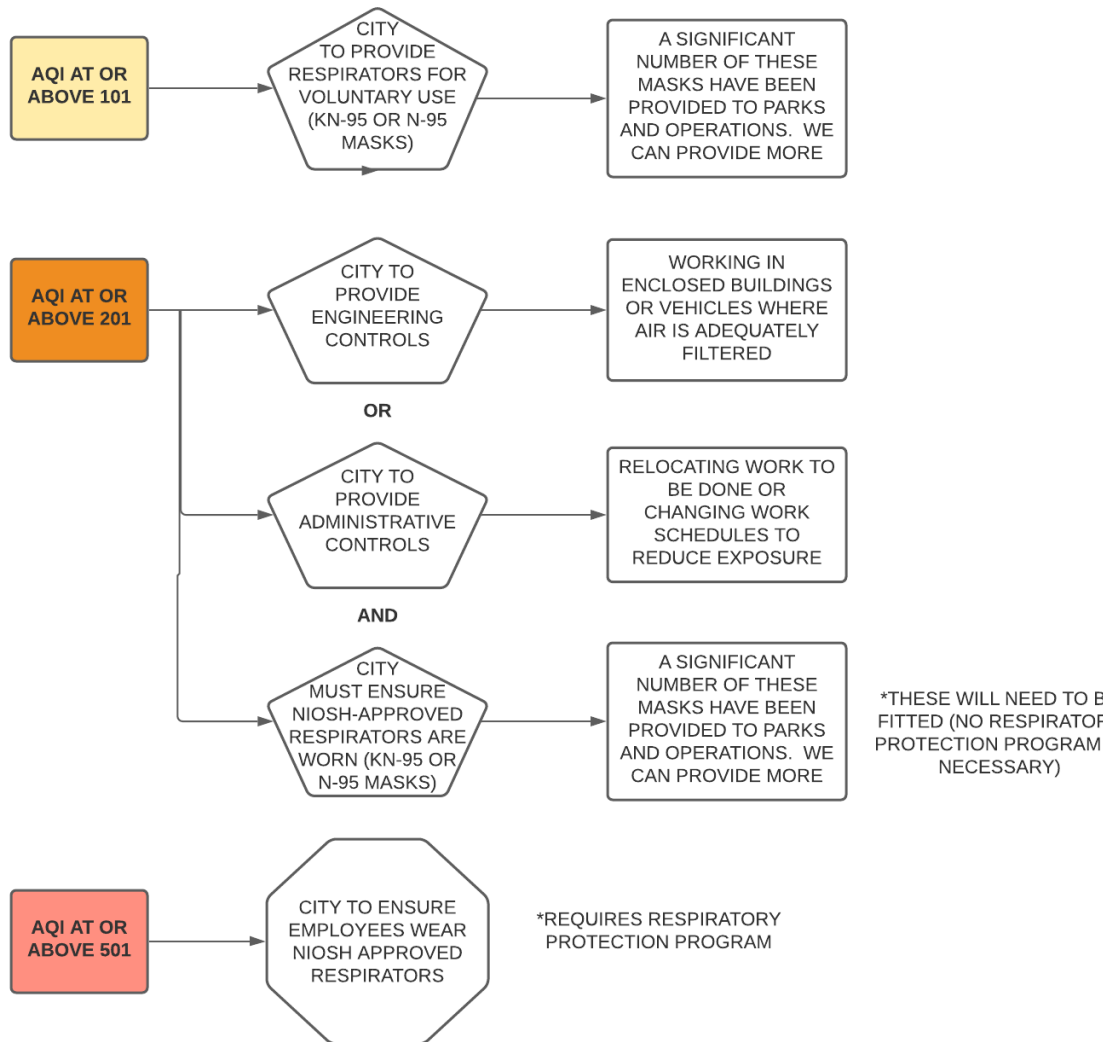 AQI AT OR
ABOVE 101
CITY
TO PROVIDE
RESPIRATORS FOR
VOLUNTARY USE
(KN-95 OR N-95
MASKS)
A SIGNIFICANT
NUMBER OF THESE
MASKS HAVE BEEN
PROVIDED TO PARKS
AND OPERATIONS. WE
CAN PROVIDE MORE
AQI AT OR
ABOVE 201
CITY TO
PROVIDE
ENGINEERING
CONTROLS
WORKING IN
ENCLOSED BUILDINGS
OR VEHICLES WHERE
AIR IS ADEQUATELY
FILTERED
OR
CITY TO
PROVIDE
ADMINISTRATIVE
CONTROLS
RELOCATING WORK TO
BE DONE OR
CHANGING WORK
SCHEDULES TO
REDUCE EXPOSURE
AND
CITY
MUST ENSURE
NIOSH-APPROVED
RESPIRATORS ARE
WORN (KN-95 OR
N-95 MASKS)
A SIGNIFICANT
NUMBER OF THESE
MASKS HAVE BEEN
PROVIDED TO PARKS
AND OPERATIONS. WE
CAN PROVIDE MORE
*THESE WILL NEED TO B
FITTED (NO RESPIRATOR
PROTECTION PROGRAM
NECESSARY)
AQI AT OR
ABOVE 501
CITY TO ENSURE
EMPLOYEES WEAR
NIOSH APPROVED
RESPIRATORS
*REQUIRES RESPIRATORY
PROTECTION PROGRAM